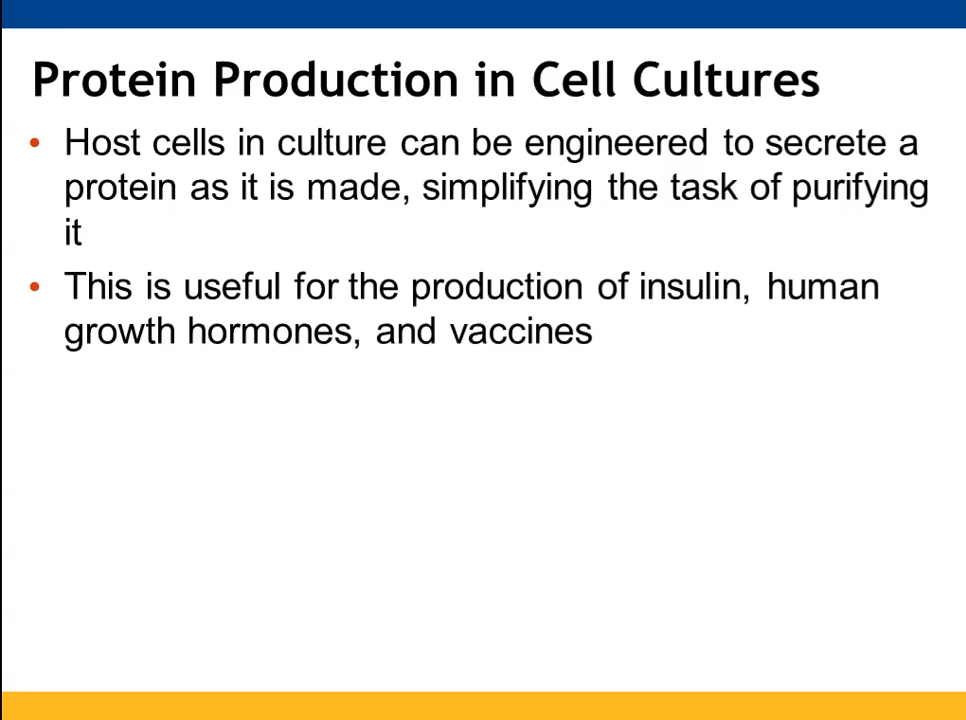 Protein Production in Cell Cultures
• Host cells in culture can be engineered to secrete a
protein as it is made, simplifying the task of purifying
it
• This is useful for the production of insulin, human
growth hormones, and vaccines